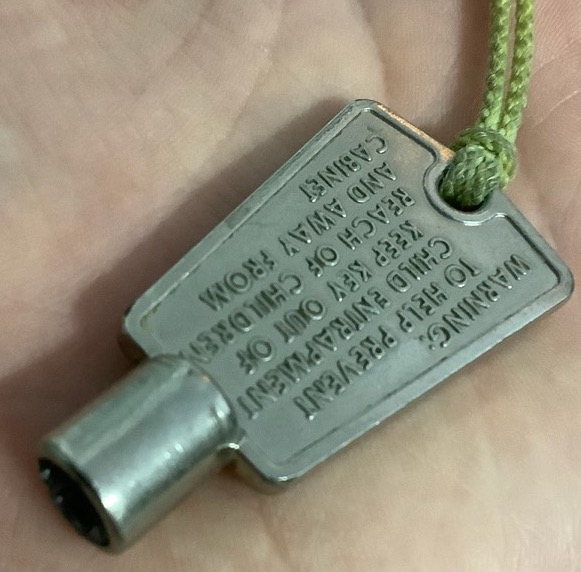 WARNING:
TO HELP PREVENT
CHILD ENTRAPMENT
KEEP KEY OUT OF
REACH OF CHILDREN
AND AWAY FROM
CABINET